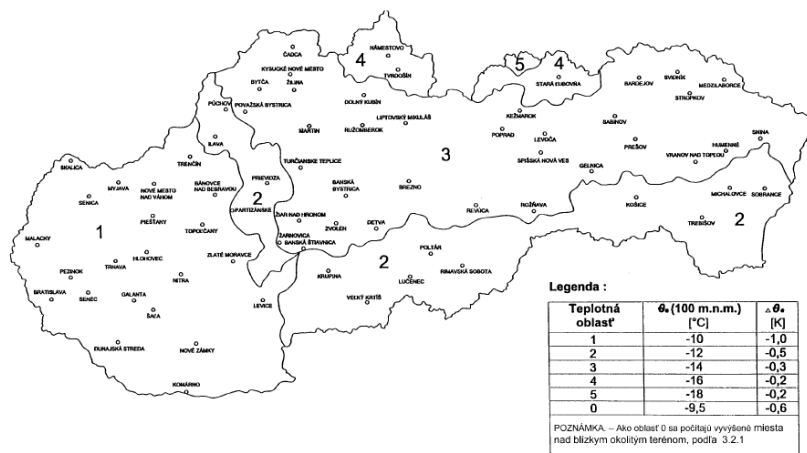 ČADCA
NÁMESTOVO
4
KYSUCKÉ NOVÉ MESTO
TVRDOŠÍN
5
4
STARÁ ĽUBOVŇA
BYTČA
ŽILINA
BARDEJOV
SVIDNÍK
STROPKOV
MEDZILABORCE
PÚCHOV
POVAŽSKÁ BYSTRICA
DOLNÝ KUBÍN
LIPTOVSKÝ MIKULÁŠ
KEŽMAROK
SABINOV
MARTIN
RUŽOMBEROK
POPRAD
LEVOČA
ILAVA
PREŠOV
HUMENNÉ
SNINA
TRENČÍN
TURČIANSKE TEPLICE
3
SPIŠSKÁ NOVÁ VES
VRANOV NAD TOPĽOU
SKALICA
GELNICA
MYJAVA
NOVÉ MESTO
NAD VÁHOM
BÁNOVCE
NAD BEBRAVOU
PRIEVIDZA
BANSKÁ
BYSTRICA
BREZNO
MICHALOVCE
SOBRANCE
SENICA
2
PARTIZÁNSKE
KOŠICE
1
PIEŠŤANY
TOPOĽČANY
ŽIAR NAD HRONOM
ZVOLEN
DETVA
REVÚCA
ROŽŇAVA
TREBIŠOV
2
MALACKY
ŽARNOVICA
BANSKÁ ŠTIAVNICA
HLOHOVEC
ZLATÉ MORAVCE
POLTÁR
TRNAVA
2
PEZINOK
NITRA
KRUPINA
LUČENEC
RIMAVSKÁ SOBOTA
BRATISLAVA
SENEC
GALANTA
LEVICE
VEĽKÝ KRTÍŠ
ŠAĽA
DUNAJSKÁ STREDA
NOVÉ ZÁMKY
KOMÁRNO
Legenda :
Teplotná oblasť θₑ (100 m.n.m.) [°C] △ θₑ [K]
1 -10 -1,0
2 -12 -0,5
3 -14 -0,3
4 -16 -0,2
5 -18 -0,2
0 -9,5 -0,6
POZNÁMKA. – Ako oblasť 0 sa počítajú vyvýšené miesta
nad blízkym okolitým terénom, podľa 3.2.1